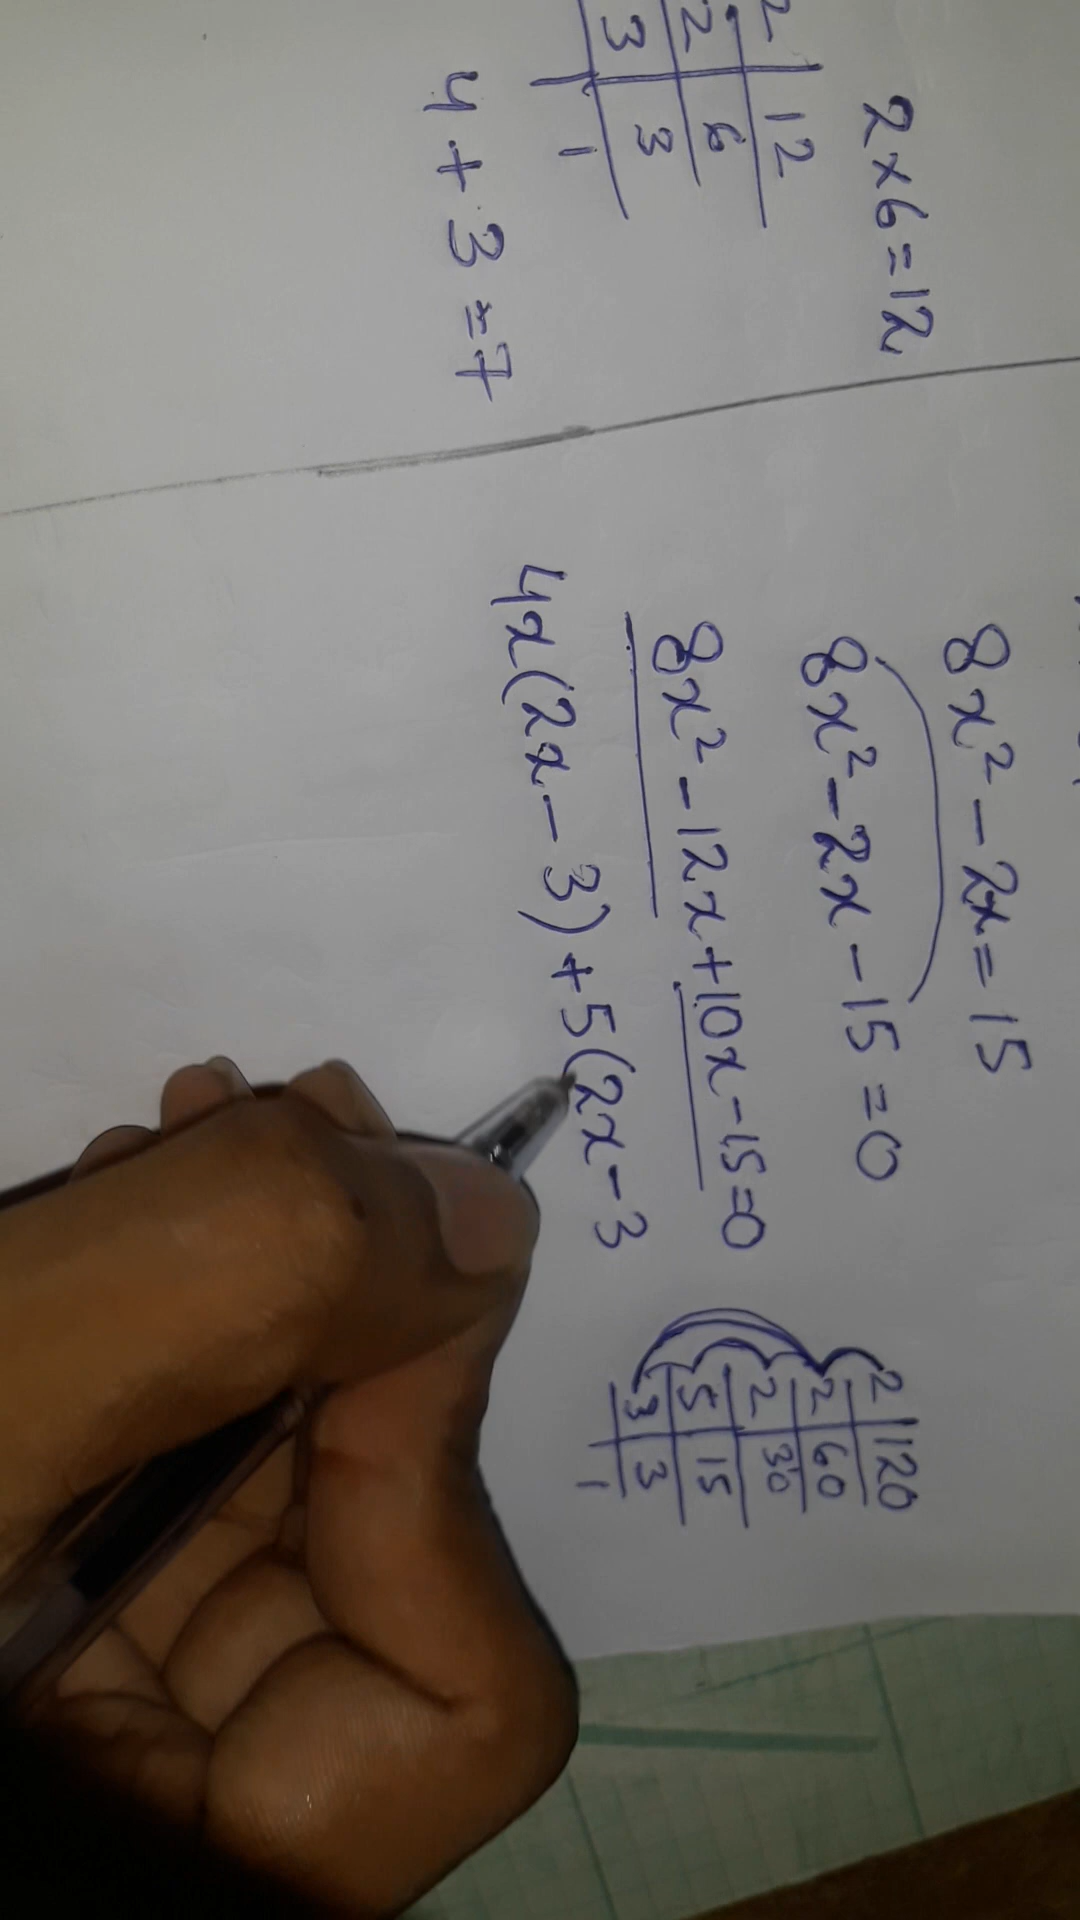 2×6=12
2 | 12
2 | 6
3 | 3
1
4 + 3 = 7
8x² - 2x = 15
8x² - 2x - 15 = 0
8x² - 12x + 10x - 15 = 0
4x(2x - 3) + 5(2x - 3
2 | 120
2 | 60
2 | 30
5 | 15
3 | 3
1